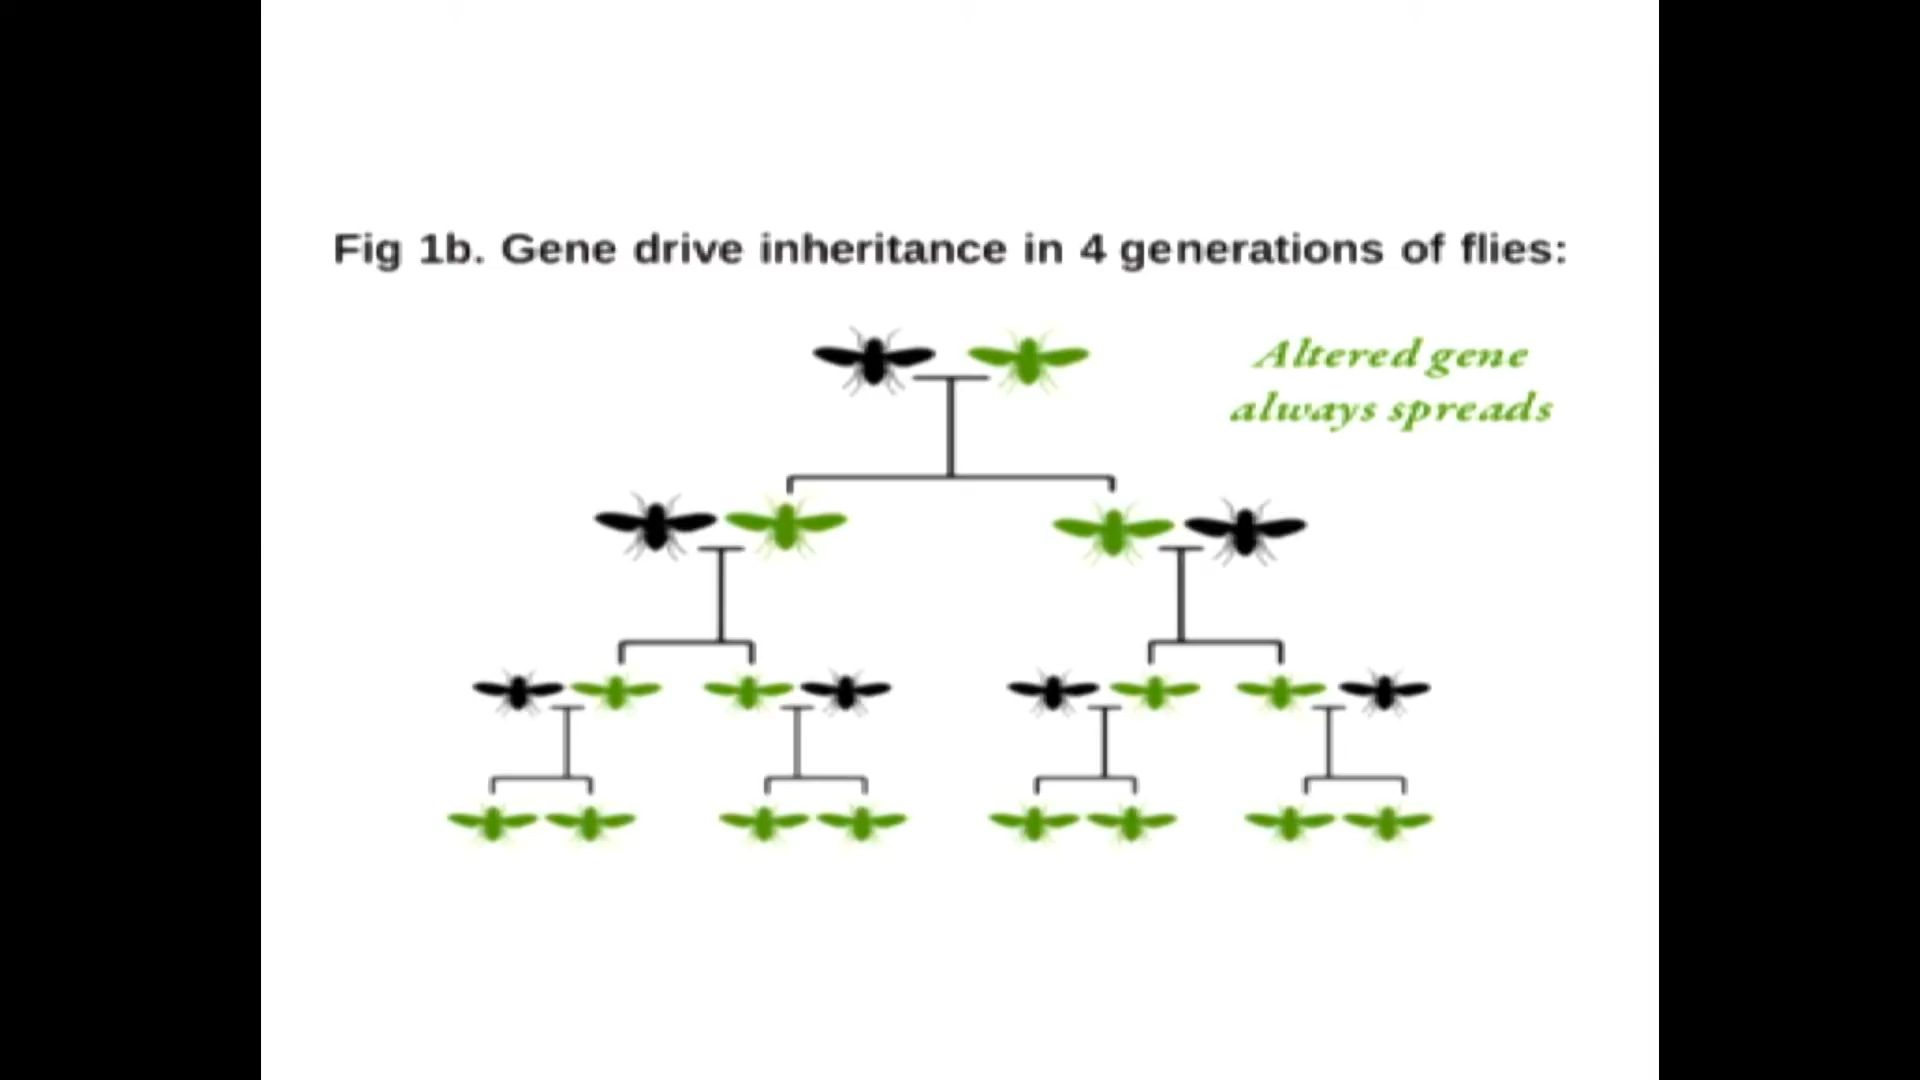 Fig 1b. Gene drive inheritance in 4 generations of flies:
Altered gene
always spreads